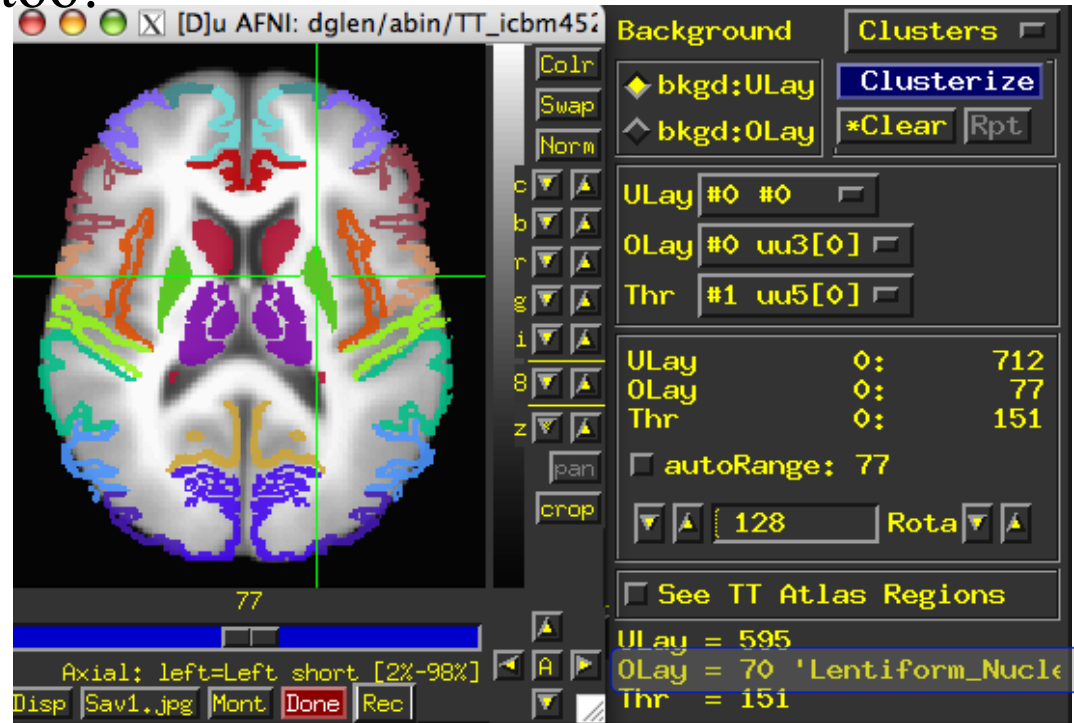 too.
[D]u AFNI: dglen/abin/TT_icbm452
Colr
Swap
Norm
c
b
r
g
i
8
z
pan
crop
77
Axial: left=Left short [2%-98%]
A
Disp Sav1.jpg Mont Done Rec
Background Clusters
bkgd:ULay Clusterize
bkgd:OLay *Clear Rpt
ULay #0 #0
OLay #0 uu3[0]
Thr #1 uu5[0]
ULay 0: 712
OLay 0: 77
Thr 0: 151
autoRange: 77
128 Rota
See TT Atlas Regions
ULay = 595
OLay = 70 'Lentiform_Nucle
Thr = 151